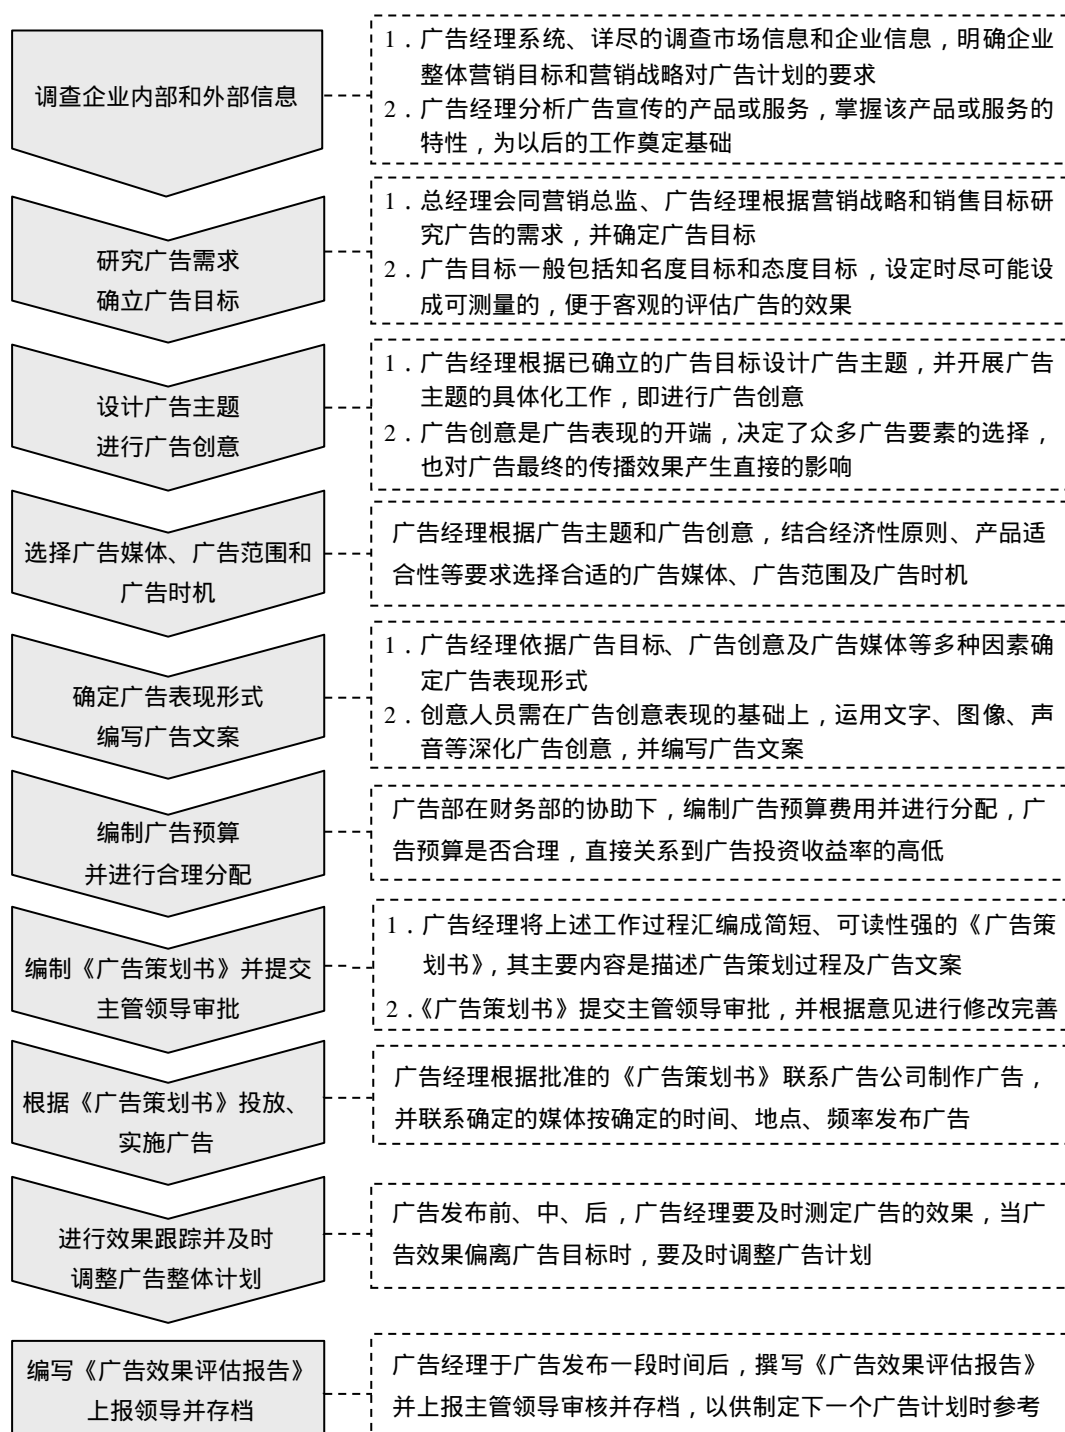 调查企业内部和外部信息
1．广告经理系统、详尽的调查市场信息和企业信息，明确企业
整体营销目标和营销战略对广告计划的要求
2．广告经理分析广告宣传的产品或服务，掌握该产品或服务的
特性，为以后的工作奠定基础
研究广告需求
确立广告目标
1．总经理会同营销总监、广告经理根据营销战略和销售目标研
究广告的需求，并确定广告目标
2．广告目标一般包括知名度目标和态度目标，设定时尽可能设
成可测量的，便于客观的评估广告的效果
设计广告主题
进行广告创意
1．广告经理根据已确立的广告目标设计广告主题，并开展广告
主题的具体化工作，即进行广告创意
2．广告创意是广告表现的开端，决定了众多广告要素的选择，
也对广告最终的传播效果产生直接的影响
选择广告媒体、广告范围和
广告时机
广告经理根据广告主题和广告创意，结合经济性原则、产品适
合性等要求选择合适的广告媒体、广告范围及广告时机
确定广告表现形式
编写广告文案
1．广告经理依据广告目标、广告创意及广告媒体等多种因素确
定广告表现形式
2．创意人员需在广告创意表现的基础上，运用文字、图像、声
音等深化广告创意，并编写广告文案
编制广告预算
并进行合理分配
广告部在财务部的协助下，编制广告预算费用并进行分配，广
告预算是否合理，直接关系到广告投资收益率的高低
编制《广告策划书》并提交
主管领导审批
1．广告经理将上述工作过程汇编成简短、可读性强的《广告策
划书》，其主要内容是描述广告策划过程及广告文案
2．《广告策划书》提交主管领导审批，并根据意见进行修改完善
根据《广告策划书》投放、
实施广告
广告经理根据批准的《广告策划书》联系广告公司制作广告，
并联系确定的媒体按确定的时间、地点、频率发布广告
进行效果跟踪并及时
调整广告整体计划
广告发布前、中、后，广告经理要及时测定广告的效果，当广
告效果偏离广告目标时，要及时调整广告计划
编写《广告效果评估报告》
上报领导并存档
广告经理于广告发布一段时间后，撰写《广告效果评估报告》
并上报主管领导审核并存档，以供制定下一个广告计划时参考